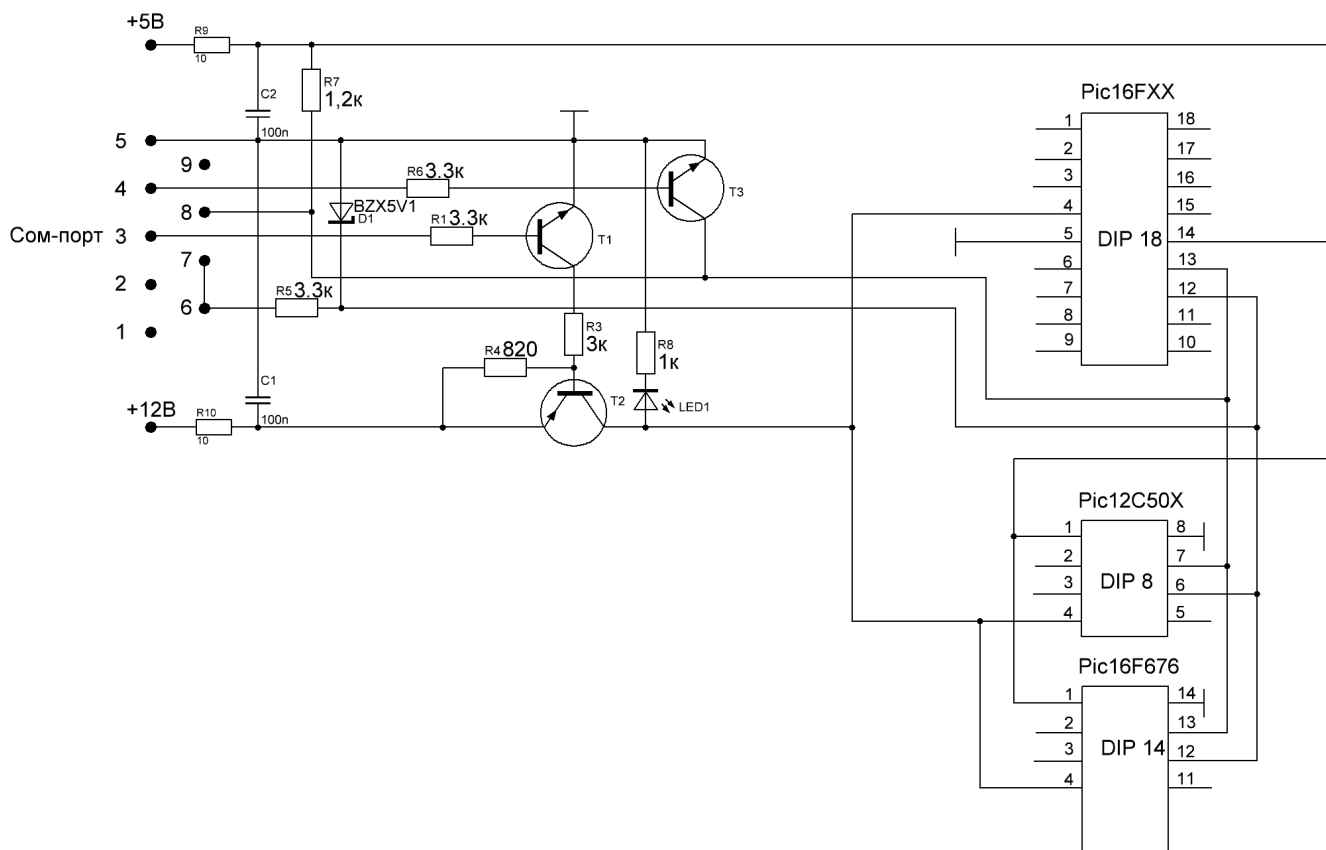 +5В
R9
10
R7
1,2к
C2
100n
Pic16FXX
1
2
3
4
5
6
7
8
9
DIP 18
18
17
16
15
14
13
12
11
10
5
9
4
8
Сом-порт
3
7
2
6
1
R6 3.3к
BZX5V1
D1
R1 3.3к
T1
T3
R5 3.3к
R3
3к
R4 820
R8
1к
C1
100n
T2
LED1
+12В
R10
10
Pic12C50X
1
2
3
4
DIP 8
8
7
6
5
Pic16F676
1
2
3
4
DIP 14
14
13
12
11